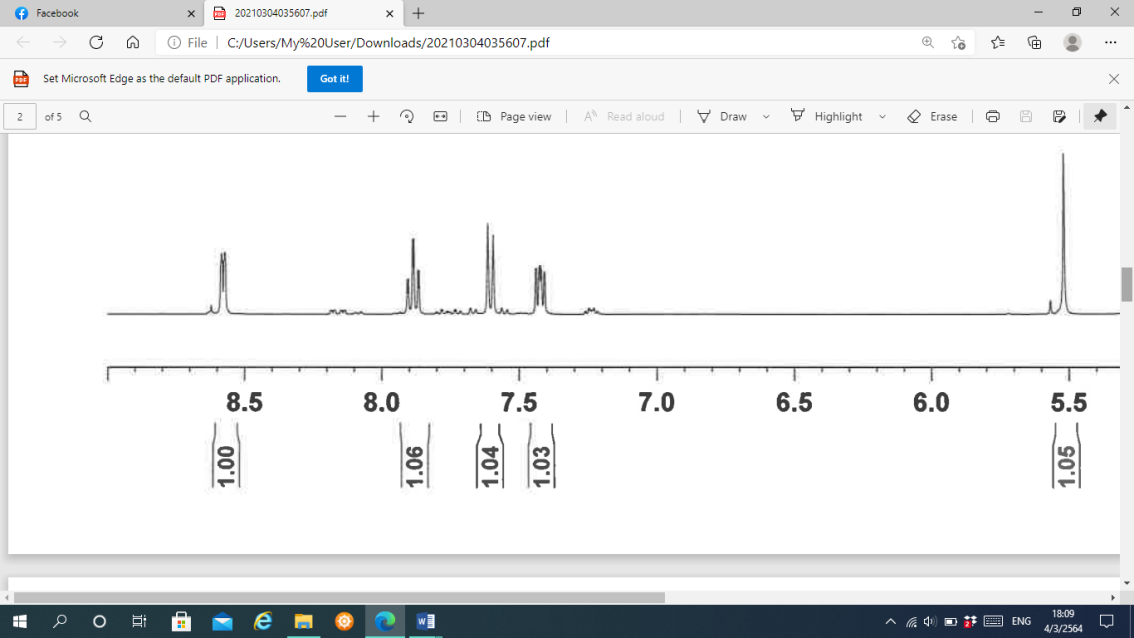 Facebook
20210304035607.pdf
File
C:/Users/My%20User/Downloads/20210304035607.pdf
Set Microsoft Edge as the default PDF application.
Got it!
2 of 5
Page view
Read aloud
Draw
Highlight
Erase
8.5 8.0 7.5 7.0 6.5 6.0 5.5
1.00 1.06 1.04 1.03 1.05
ENG
18:09
4/3/2564